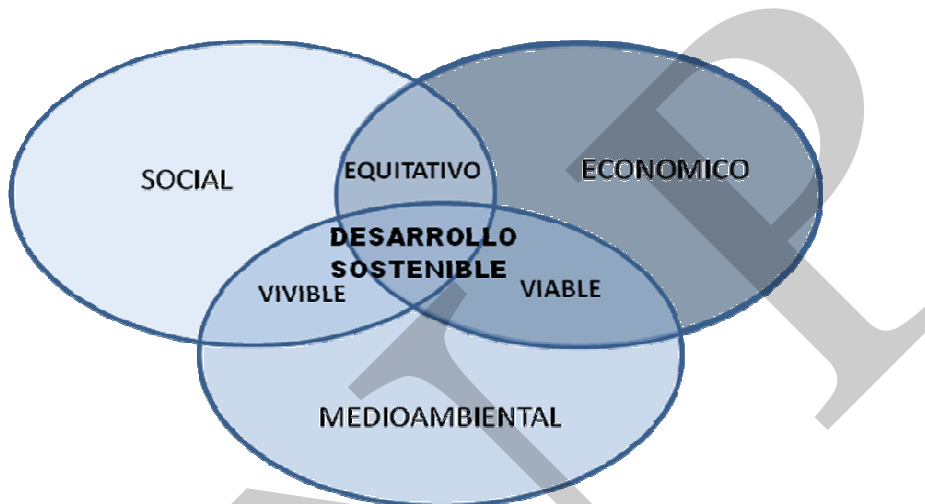 SOCIAL
EQUITATIVO
ECONOMICO
DESARROLLO
SOSTENIBLE
VIVIBLE
VIABLE
MEDIOAMBIENTAL